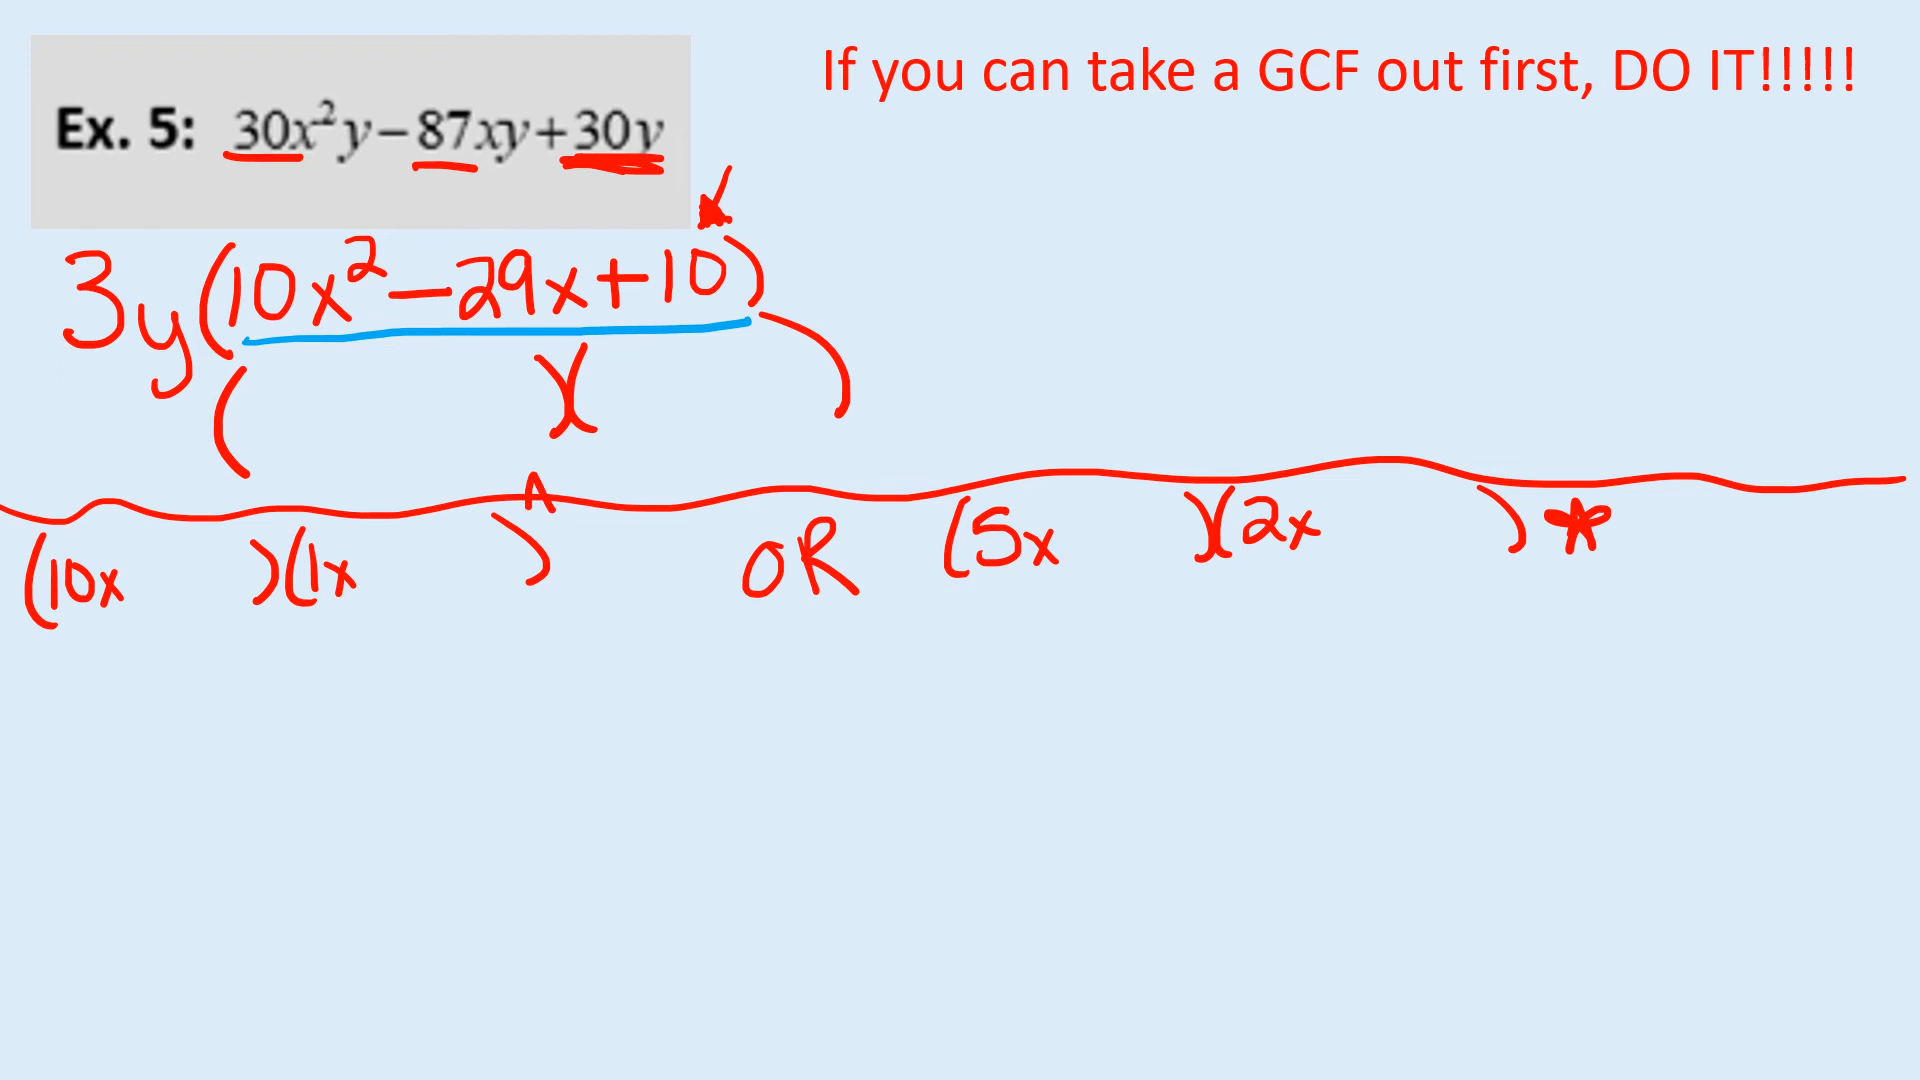 If you can take a GCF out first, DO IT!!!!!
Ex. 5: 30x²y–87xy+30y
3y(10x²–29x+10)
( )( )
(10x )(1x ) OR (5x )(2x ) *